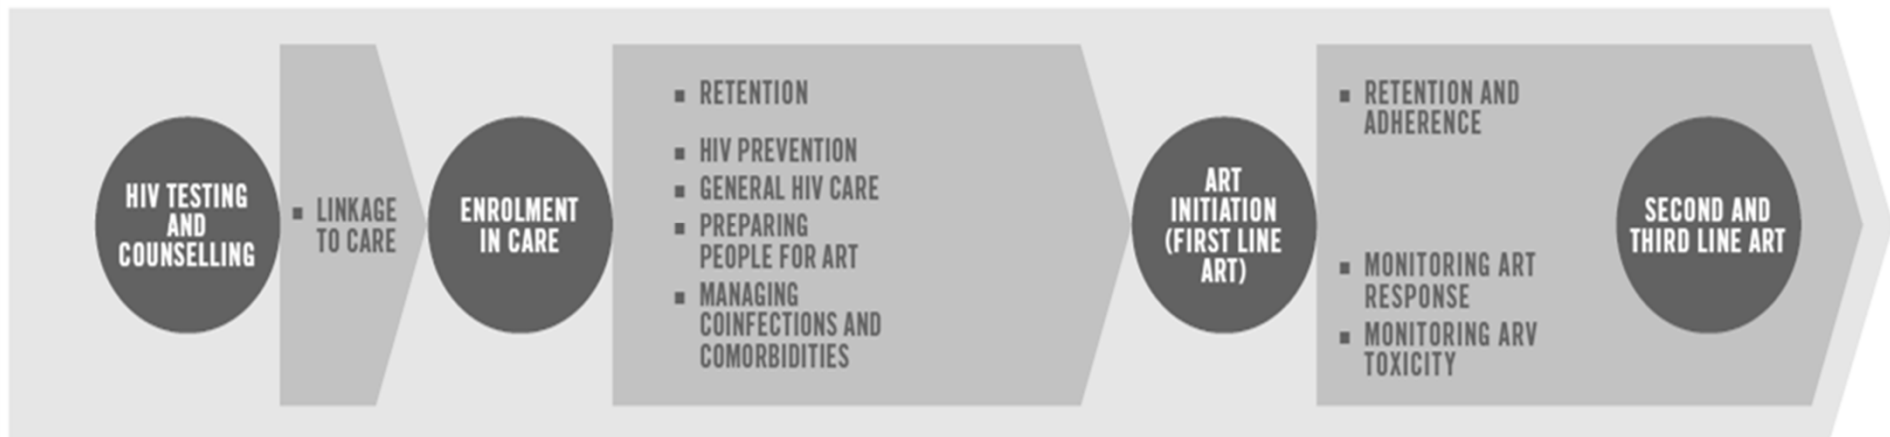 HIV TESTING
AND
COUNSELLING
▪ LINKAGE
TO CARE
ENROLMENT
IN CARE
▪ RETENTION
▪ HIV PREVENTION
▪ GENERAL HIV CARE
▪ PREPARING
PEOPLE FOR ART
▪ MANAGING
COINFECTIONS AND
COMORBIDITIES
ART
INITIATION
(FIRST LINE
ART)
▪ RETENTION AND
ADHERENCE
▪ MONITORING ART
RESPONSE
▪ MONITORING ARV
TOXICITY
SECOND AND
THIRD LINE ART